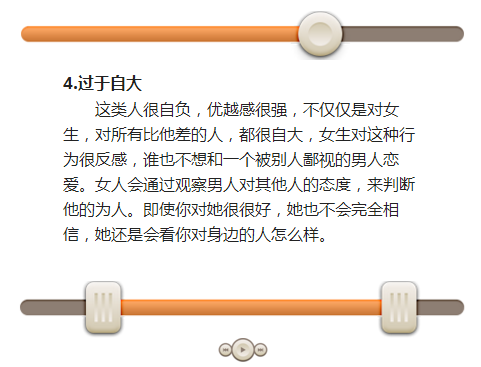 4.过于自大
这类人很自负，优越感很强，不仅仅是对女
生，对所有比他差的人，都很自大，女生对这种行
为很反感，谁也不想和一个被别人鄙视的男人恋
爱。女人会通过观察男人对其他人的态度，来判断
他的为人。即使你对她很很好，她也不会完全相
信，她还是会看你对身边的人怎么样。